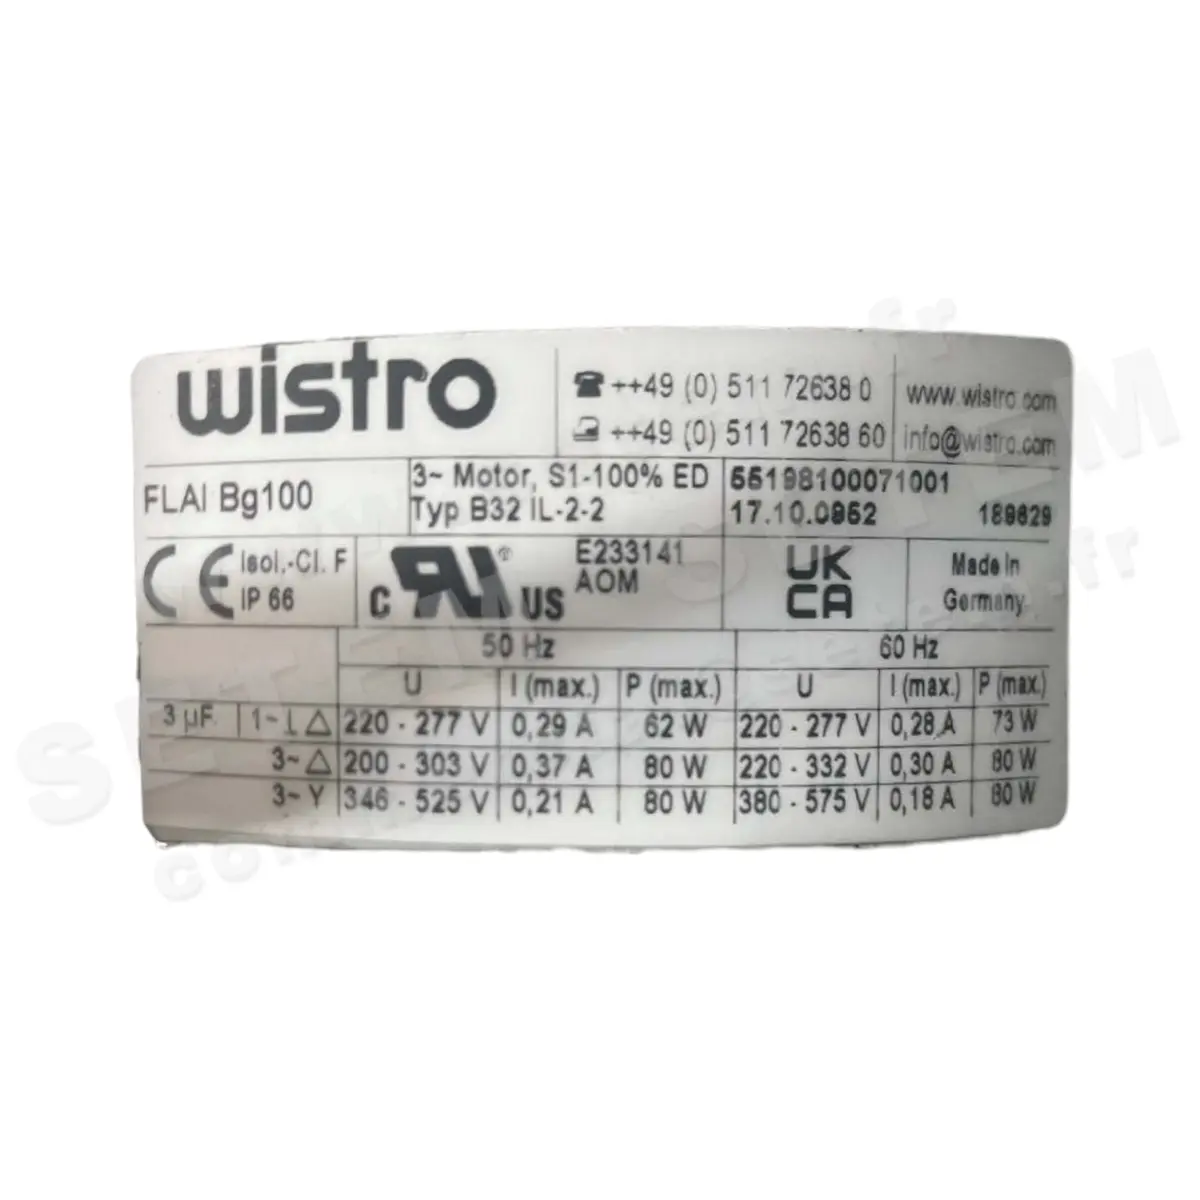 wistro
☎ ++49 (0) 511 72638 0
++49 (0) 511 72638 60
www.wistro.com
info@wistro.com
FLAI Bg100
3~ Motor, S1-100% ED
Typ B32 IL-2-2
55198100071001
17.10.0952
CE Isol.-Cl. F
IP 66
C US
E233141
AOM
UK
CA
Made in
Germany
50 Hz 60 Hz
U I (max.) P (max.) U I (max.) P (max.)
3 µF 1~ ⊥ △ 220 - 277 V 0,29 A 62 W 220 - 277 V 0,28 A 73 W
3~ △ 200 - 303 V 0,37 A 80 W 220 - 332 V 0,30 A 80 W
3~ Y 346 - 525 V 0,21 A 80 W 380 - 575 V 0,18 A 80 W